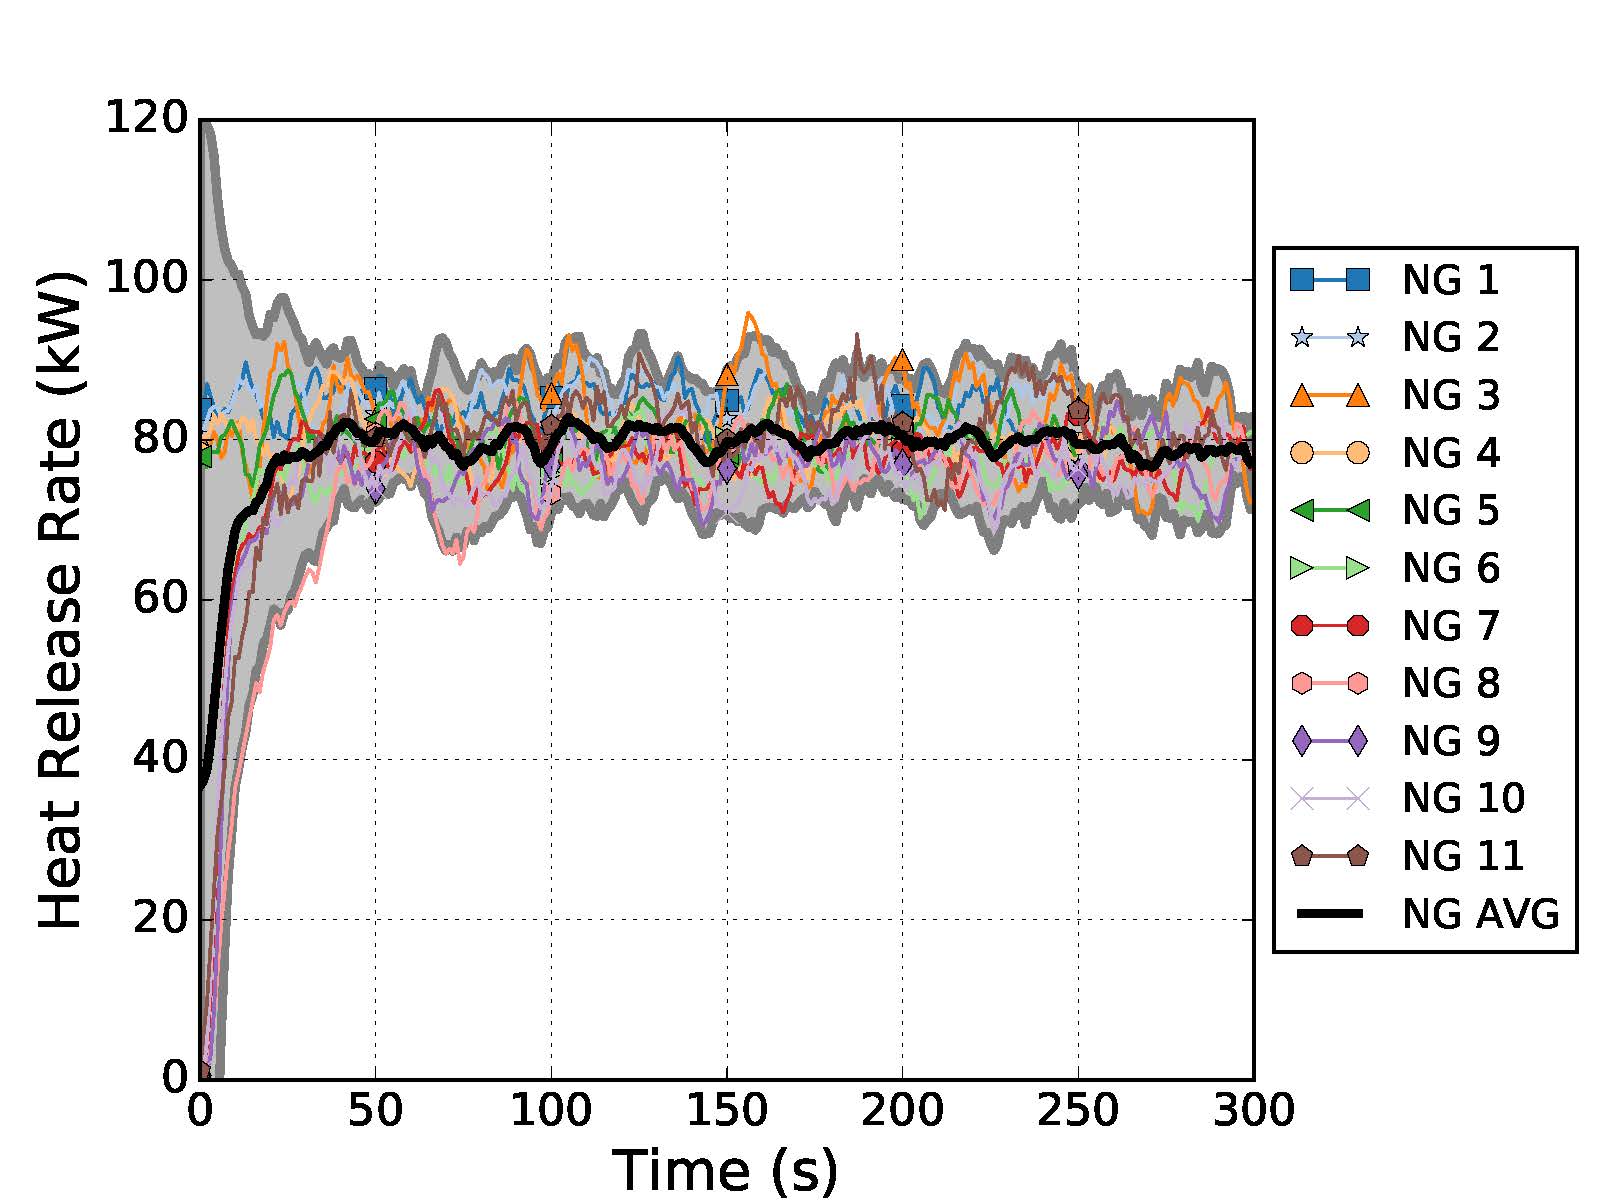 120
100
80
60
40
20
0
Heat Release Rate (kW)
0 50 100 150 200 250 300
Time (s)
NG 1
NG 2
NG 3
NG 4
NG 5
NG 6
NG 7
NG 8
NG 9
NG 10
NG 11
NG AVG